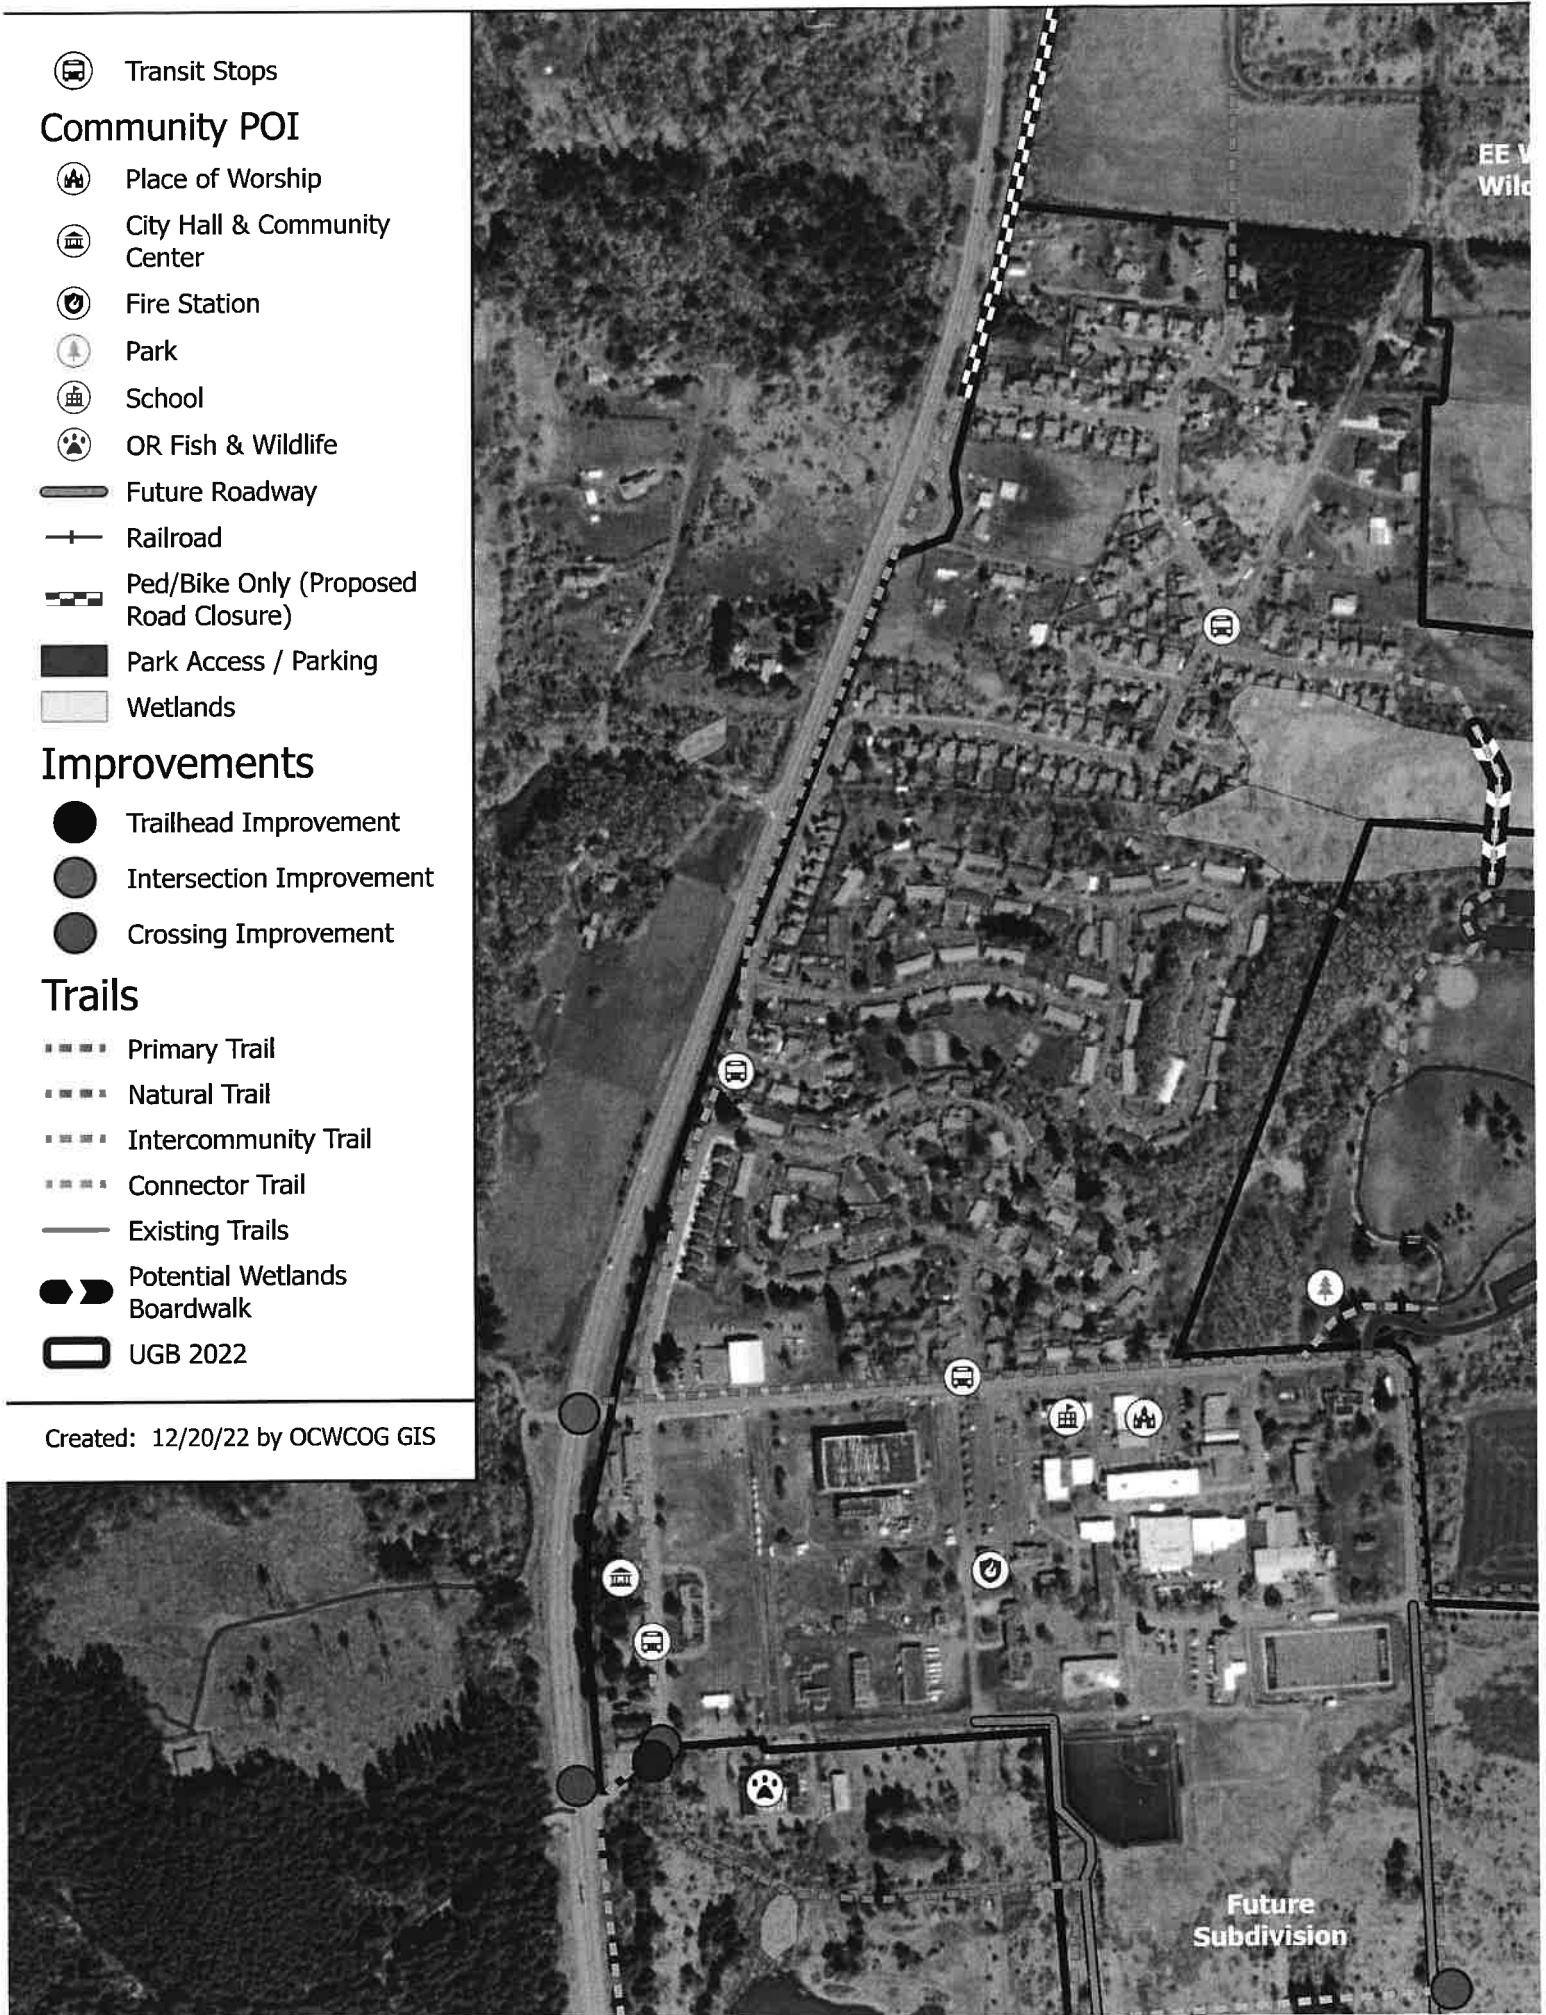 Transit Stops
Community POI
Place of Worship
City Hall & Community
Center
Fire Station
Park
School
OR Fish & Wildlife
Future Roadway
Railroad
Ped/Bike Only (Proposed
Road Closure)
Park Access / Parking
Wetlands
Improvements
Trailhead Improvement
Intersection Improvement
Crossing Improvement
Trails
Primary Trail
Natural Trail
Intercommunity Trail
Connector Trail
Existing Trails
Potential Wetlands
Boardwalk
UGB 2022
Created: 12/20/22 by OCWCOG GIS
EE
Future
Subdivision